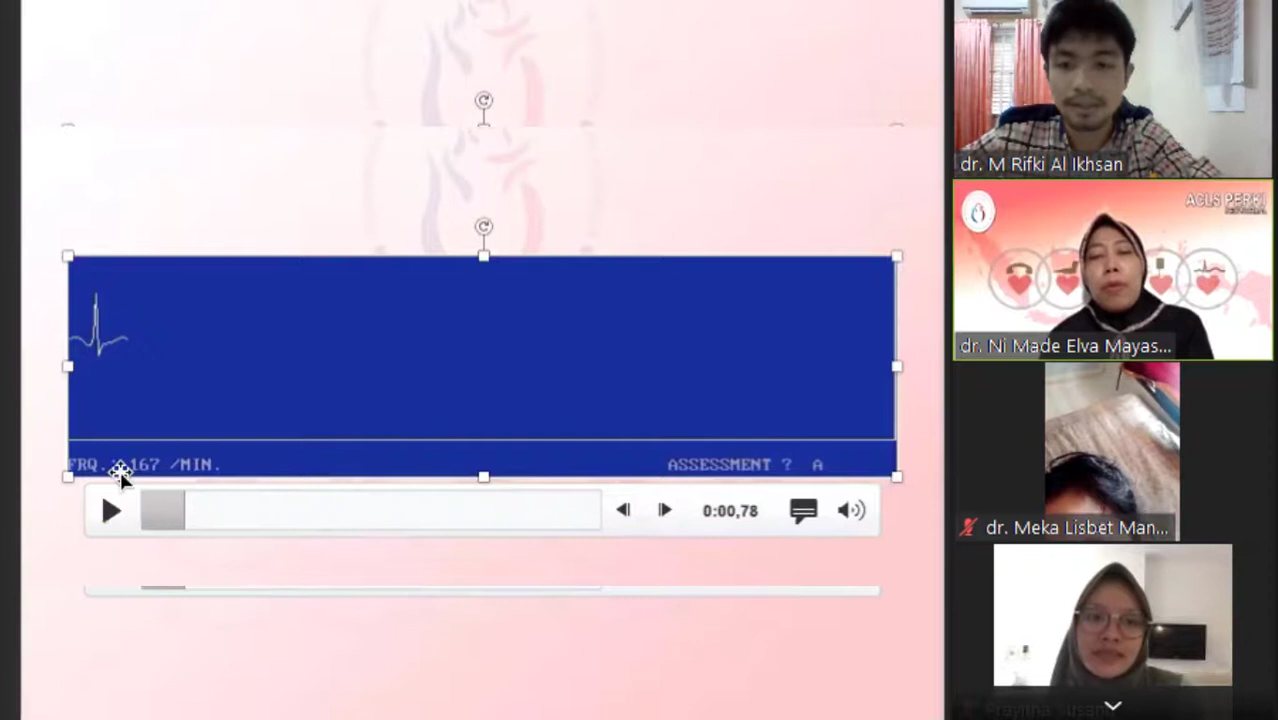 FRQ.: 167 /MIN.
ASSESSMENT ? A
0:00,78
dr. M Rifki Al Ikhsan
ACLS PERKI
dr. Ni Made Elva Mayas...
dr. Meka Lisbet Man...